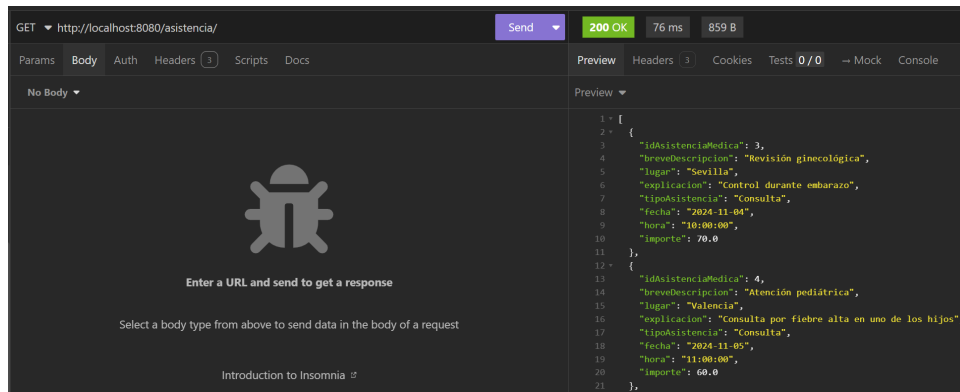 GET http://localhost:8080/asistencia/ Send
Params Body Auth Headers 3 Scripts Docs
No Body
Enter a URL and send to get a response
Select a body type from above to send data in the body of a request
Introduction to Insomnia
200 OK 76 ms 859 B
Preview Headers 3 Cookies Tests 0 / 0 → Mock Console
Preview
1 [
2 {
3 "idAsistenciaMedica": 3,
4 "breveDescripcion": "Revisión ginecológica",
5 "lugar": "Sevilla",
6 "explicacion": "Control durante embarazo",
7 "tipoAsistencia": "Consulta",
8 "fecha": "2024-11-04",
9 "hora": "10:00:00",
10 "importe": 70.0
11 },
12 {
13 "idAsistenciaMedica": 4,
14 "breveDescripcion": "Atención pediátrica",
15 "lugar": "Valencia",
16 "explicacion": "Consulta por fiebre alta en uno de los hijos"
17 "tipoAsistencia": "Consulta",
18 "fecha": "2024-11-05",
19 "hora": "11:00:00",
20 "importe": 60.0
21 },